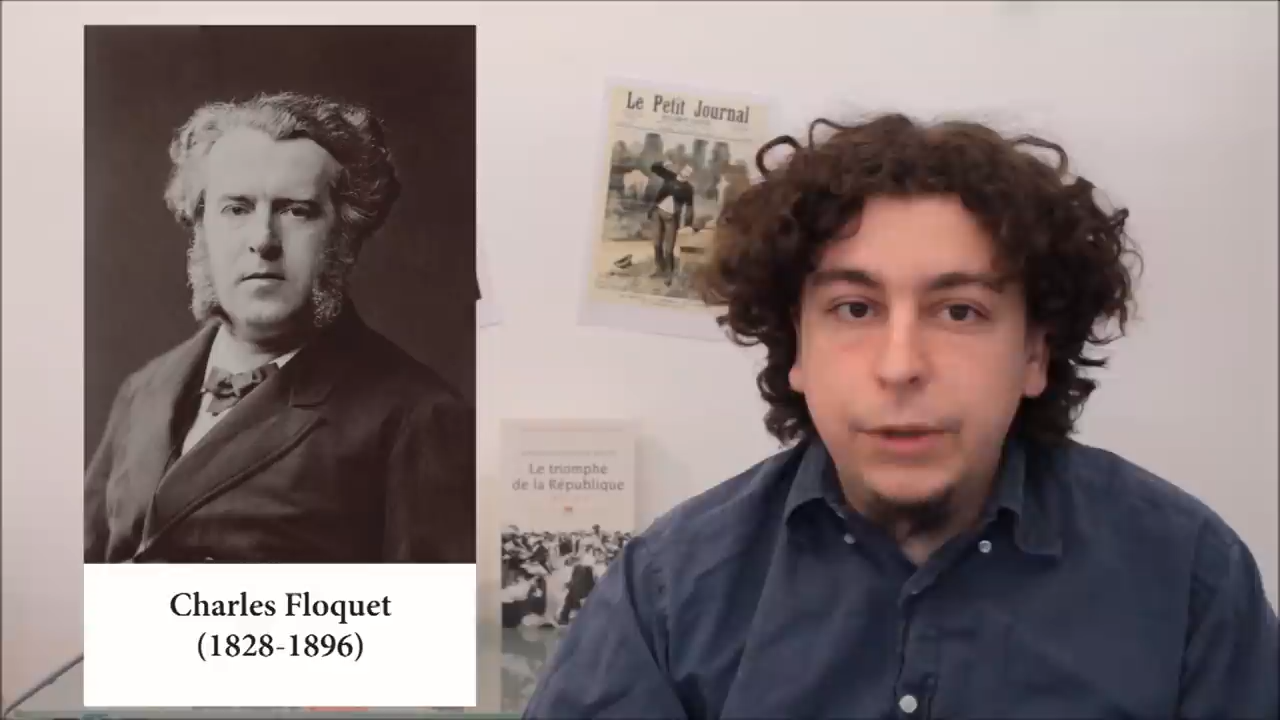 Charles Floquet
(1828-1896)
Le Petit Journal
Le triomphe
de la République